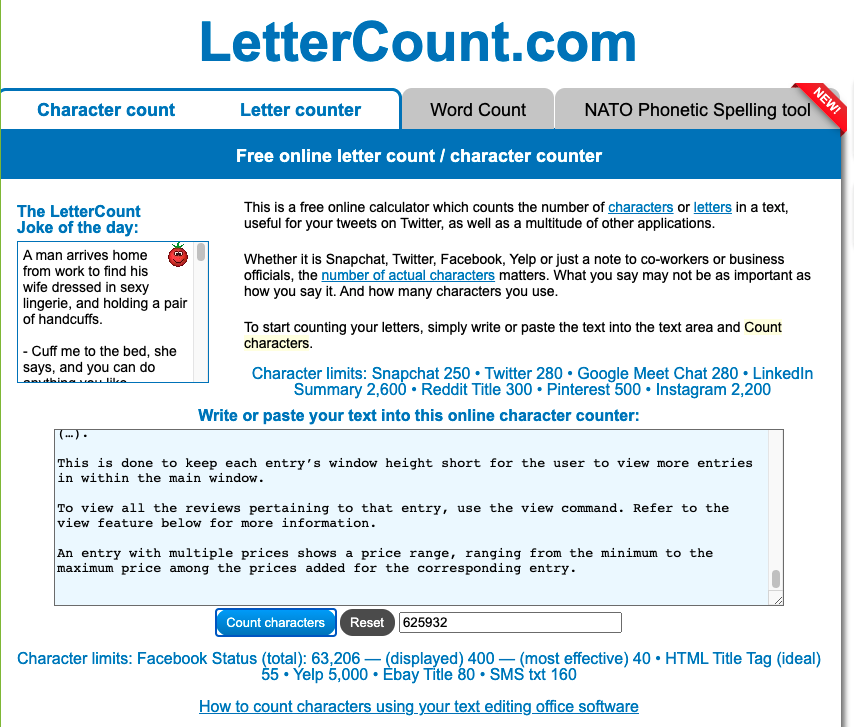 LetterCount.com
Character count
Letter counter
Word Count
NATO Phonetic Spelling tool
NEW!
Free online letter count / character counter
The LetterCount
Joke of the day:
A man arrives home
from work to find his
wife dressed in sexy
lingerie, and holding a pair
of handcuffs.
- Cuff me to the bed, she
says, and you can do
anything you like
This is a free online calculator which counts the number of characters or letters in a text,
useful for your tweets on Twitter, as well as a multitude of other applications.
Whether it is Snapchat, Twitter, Facebook, Yelp or just a note to co-workers or business
officials, the number of actual characters matters. What you say may not be as important as
how you say it. And how many characters you use.
To start counting your letters, simply write or paste the text into the text area and Count
characters.
Character limits: Snapchat 250 • Twitter 280 • Google Meet Chat 280 • LinkedIn
Summary 2,600 • Reddit Title 300 • Pinterest 500 • Instagram 2,200
Write or paste your text into this online character counter:
(…).
This is done to keep each entry’s window height short for the user to view more entries
in within the main window.
To view all the reviews pertaining to that entry, use the view command. Refer to the
view feature below for more information.
An entry with multiple prices shows a price range, ranging from the minimum to the
maximum price among the prices added for the corresponding entry.
Count characters
Reset
625932
Character limits: Facebook Status (total): 63,206 — (displayed) 400 — (most effective) 40 • HTML Title Tag (ideal)
55 • Yelp 5,000 • Ebay Title 80 • SMS txt 160
How to count characters using your text editing office software